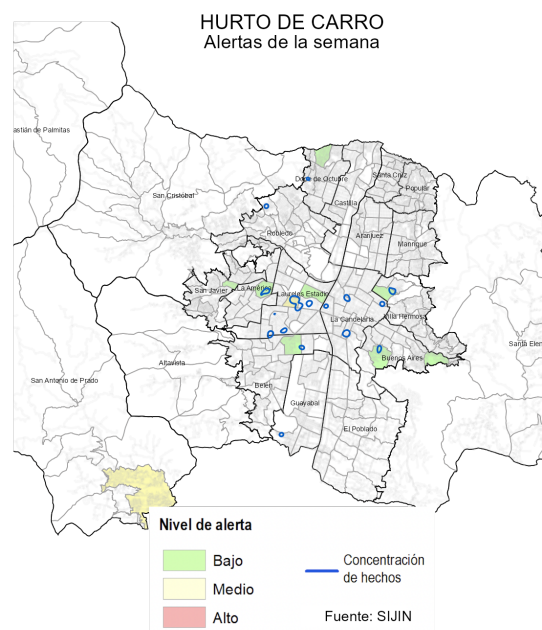 HURTO DE CARRO
Alertas de la semana
astián de Palmitas
Doce de Octubre
Santa Cruz
Popular
San Cristóbal
Castilla
Robledo
Aranjuez
Manrique
San Javier
La América
Laureles Estadio
La Candelaria
Villa Hermosa
Santa Elen
Altavista
Buenos Aires
San Antonio de Prado
Belén
Guayabal
El Poblado
Nivel de alerta
Bajo
Medio
Alto
Concentración
de hechos
Fuente: SIJIN